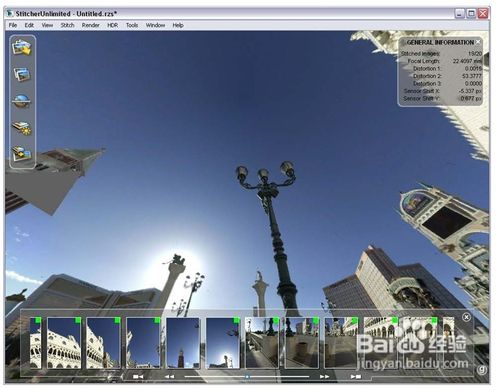 StitcherUnlimited - Untitled.rzs*
File Edit View Stitch Render HDR Tools Window Help
GENERAL INFORMATION
Stitched Images: 19/20
Focal Length: 22.4097 mm
Distortion 1: 0.0015
Distortion 2: 53.3777
Distortion 3: 0.0000
Sensor Shift X: -5.337 px
Sensor Shift Y: 0.677 px
Baidu 经验
jingyan.baidu.com